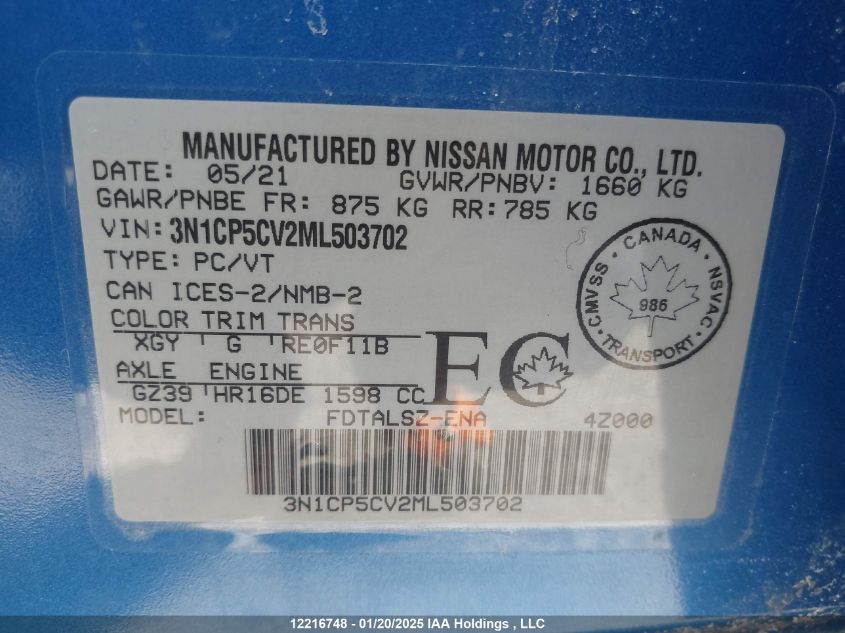 MANUFACTURED BY NISSAN MOTOR CO., LTD.
DATE: 05/21 GVWR/PNBV: 1660 KG
GAWR/PNBE FR: 875 KG RR: 785 KG
VIN: 3N1CP5CV2ML503702
TYPE: PC/VT
CAN ICES-2/NMB-2
COLOR TRIM TRANS
XGY G RE0F11B
AXLE ENGINE
GZ39 HR16DE 1598 CC
EC
CANADA
CMVSS NSVAC
986
TRANSPORT
MODEL: FDTALSZ-ENA 4Z000
3N1CP5CV2ML503702
12216748 - 01/20/2025 IAA Holdings , LLC